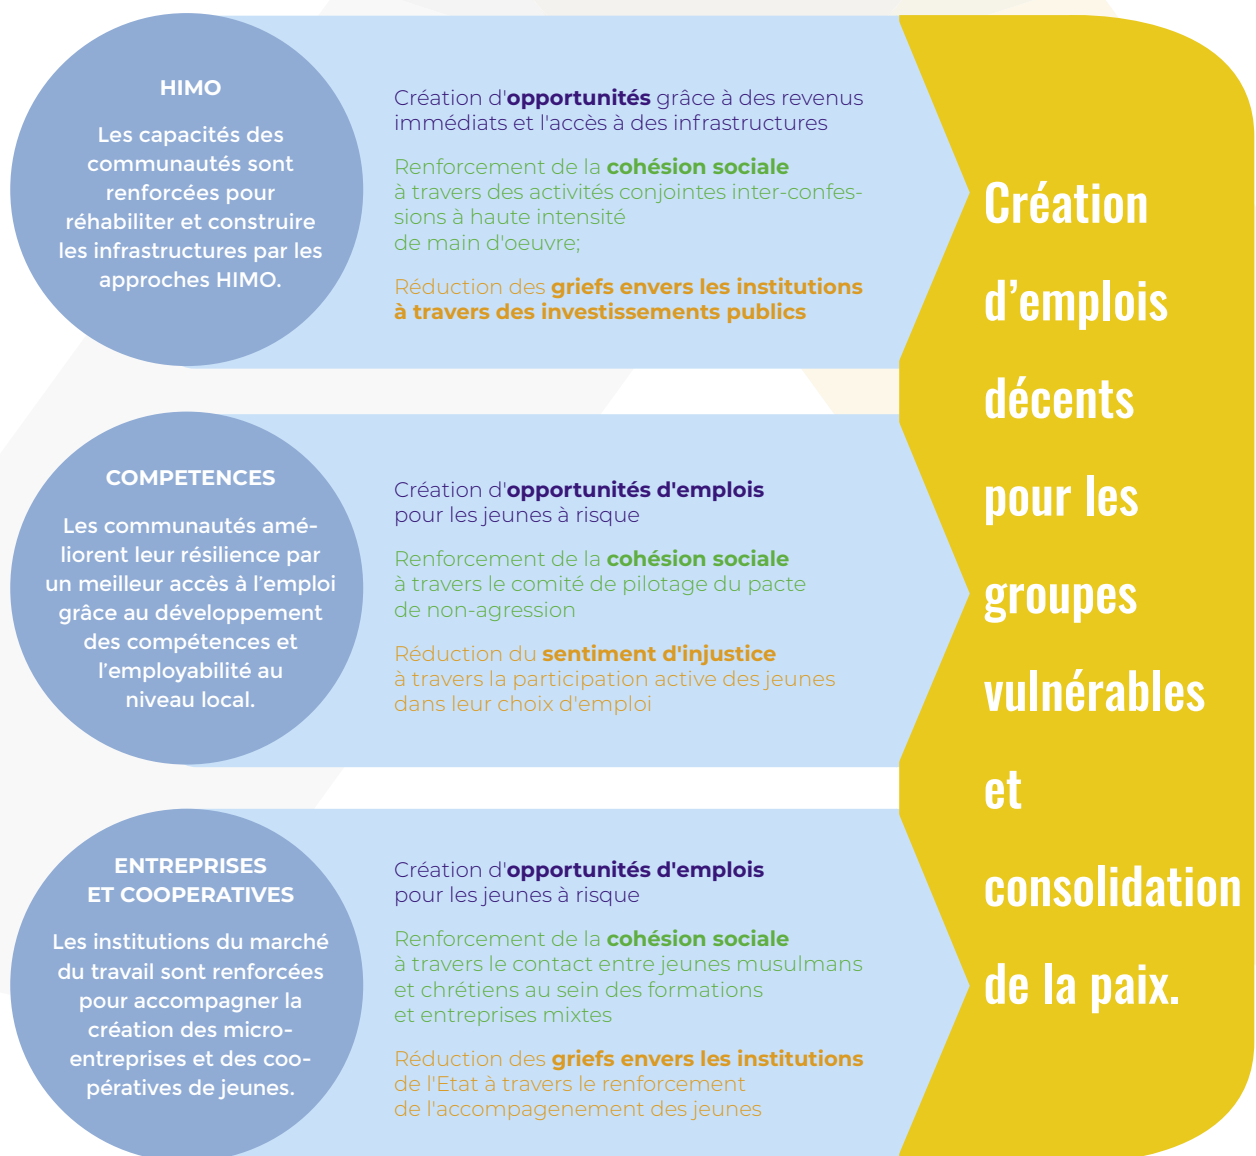 HIMO
Les capacités des
communautés sont
renforcées pour
réhabiliter et construire
les infrastructures par les
approches HIMO.
Création d'opportunités grâce à des revenus
immédiats et l'accès à des infrastructures
Renforcement de la cohésion sociale
à travers des activités conjointes inter-confes-
sions à haute intensité
de main d'oeuvre;
Réduction des griefs envers les institutions
à travers des investissements publics
COMPETENCES
Les communautés amé-
liorent leur résilience par
un meilleur accès à l’emploi
grâce au développement
des compétences et
l’employabilité au
niveau local.
Création d'opportunités d'emplois
pour les jeunes à risque
Renforcement de la cohésion sociale
à travers le comité de pilotage du pacte
de non-agression
Réduction du sentiment d'injustice
à travers la participation active des jeunes
dans leur choix d'emploi
ENTREPRISES
ET COOPERATIVES
Les institutions du marché
du travail sont renforcées
pour accompagner la
création des micro-
entreprises et des coo-
pératives de jeunes.
Création d'opportunités d'emplois
pour les jeunes à risque
Renforcement de la cohésion sociale
à travers le contact entre jeunes musulmans
et chrétiens au sein des formations
et entreprises mixtes
Réduction des griefs envers les institutions
de l'Etat à travers le renforcement
de l'accompagenement des jeunes
Création
d’emplois
décents
pour les
groupes
vulnérables
et
consolidation
de la paix.